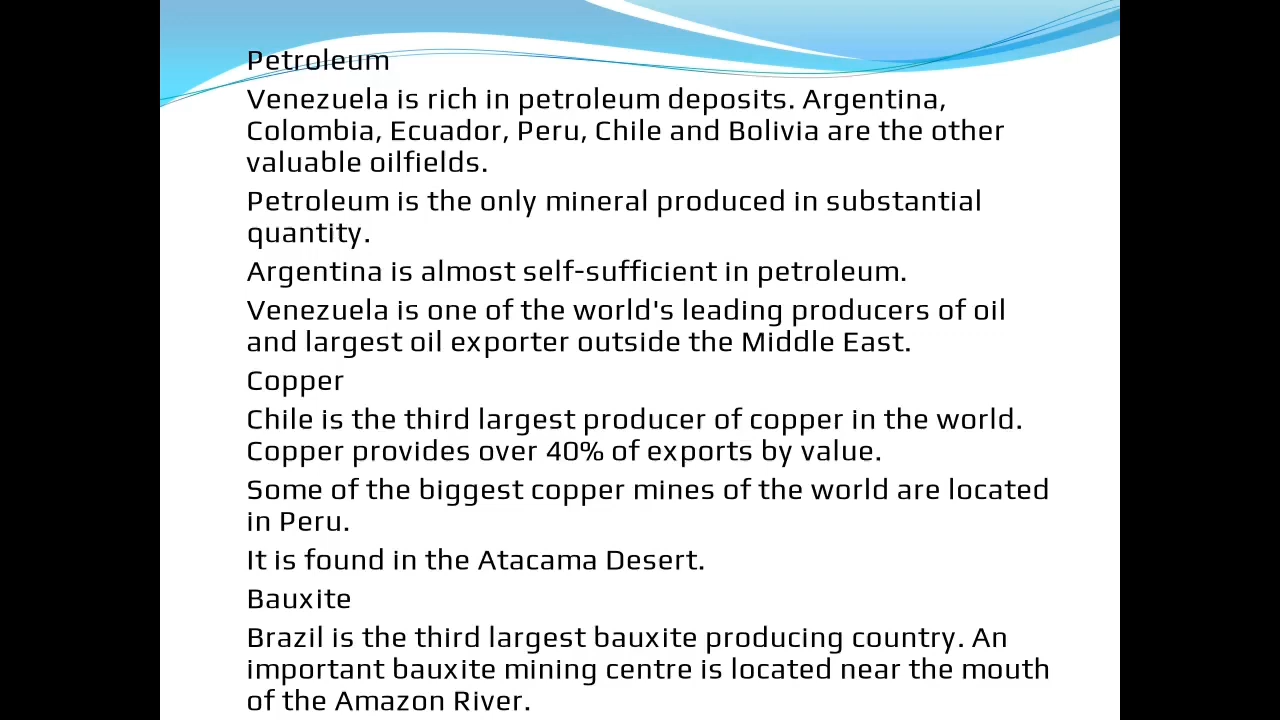 Petroleum
Venezuela is rich in petroleum deposits. Argentina,
Colombia, Ecuador, Peru, Chile and Bolivia are the other
valuable oilfields.
Petroleum is the only mineral produced in substantial
quantity.
Argentina is almost self-sufficient in petroleum.
Venezuela is one of the world's leading producers of oil
and largest oil exporter outside the Middle East.
Copper
Chile is the third largest producer of copper in the world.
Copper provides over 40% of exports by value.
Some of the biggest copper mines of the world are located
in Peru.
It is found in the Atacama Desert.
Bauxite
Brazil is the third largest bauxite producing country. An
important bauxite mining centre is located near the mouth
of the Amazon River.